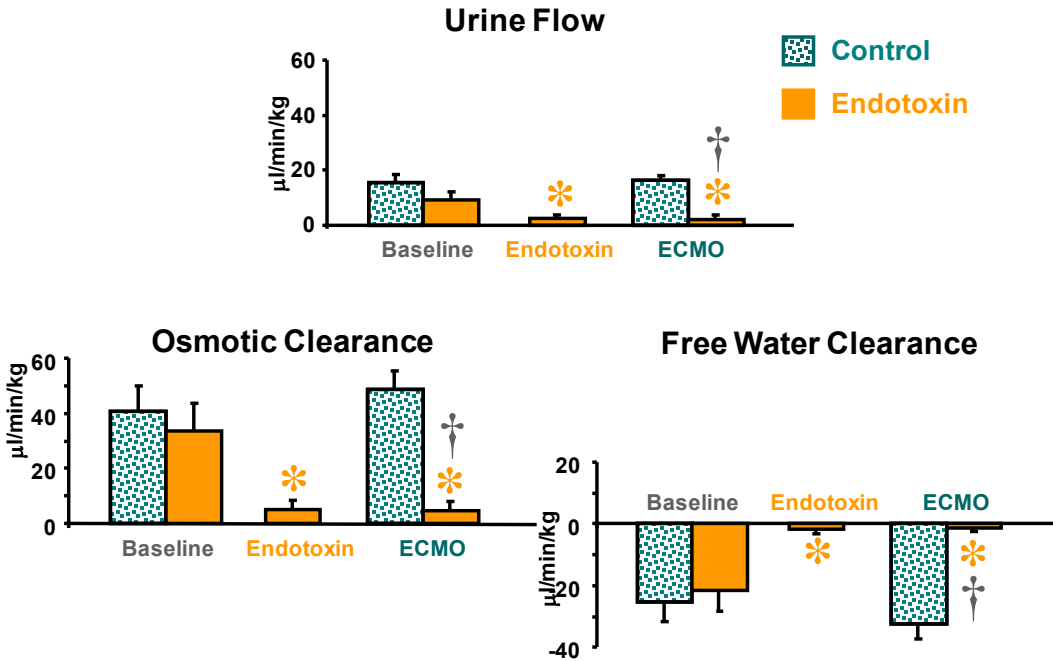 Urine Flow
Control
Endotoxin
µl/min/kg
60
40
20
0
✻
†
✻
Baseline Endotoxin ECMO
Osmotic Clearance
µl/min/kg
60
40
20
0
✻
†
✻
Baseline Endotoxin ECMO
Free Water Clearance
µl/min/kg
20
0
-20
-40
Baseline Endotoxin ECMO
✻
✻
†